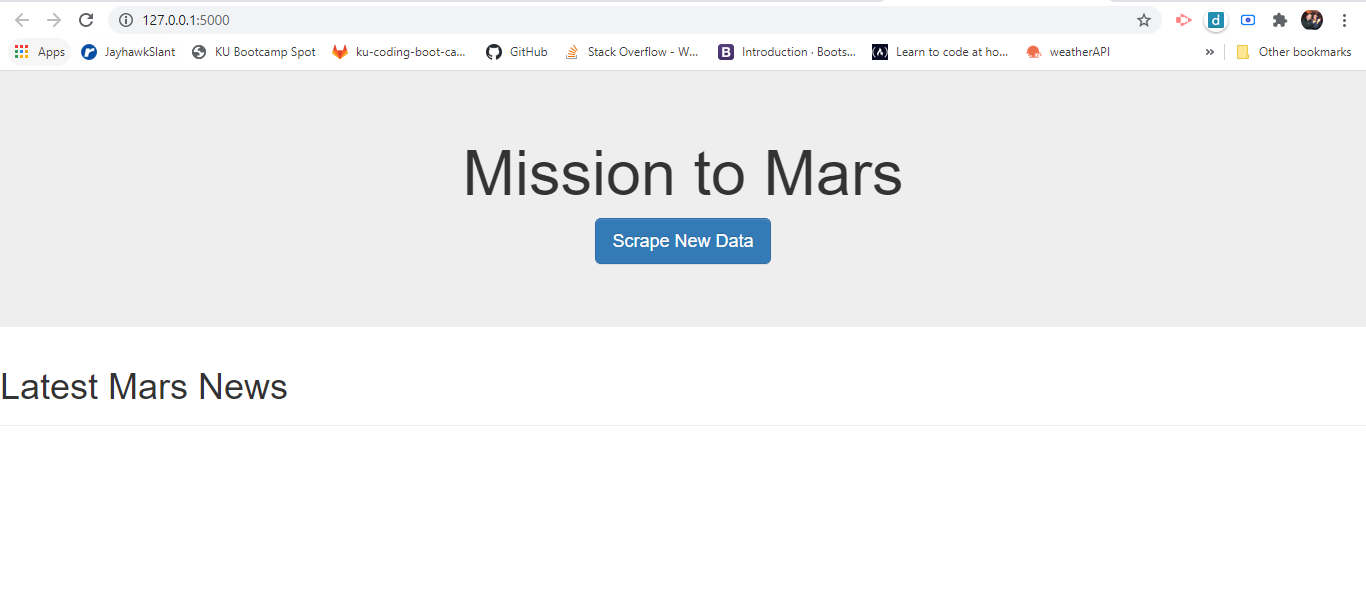 127.0.0.1:5000
Apps JayhawkSlant KU Bootcamp Spot ku-coding-boot-ca... GitHub Stack Overflow - W... B Introduction · Boots... Learn to code at ho... weatherAPI » Other bookmarks
Mission to Mars
Scrape New Data
Latest Mars News